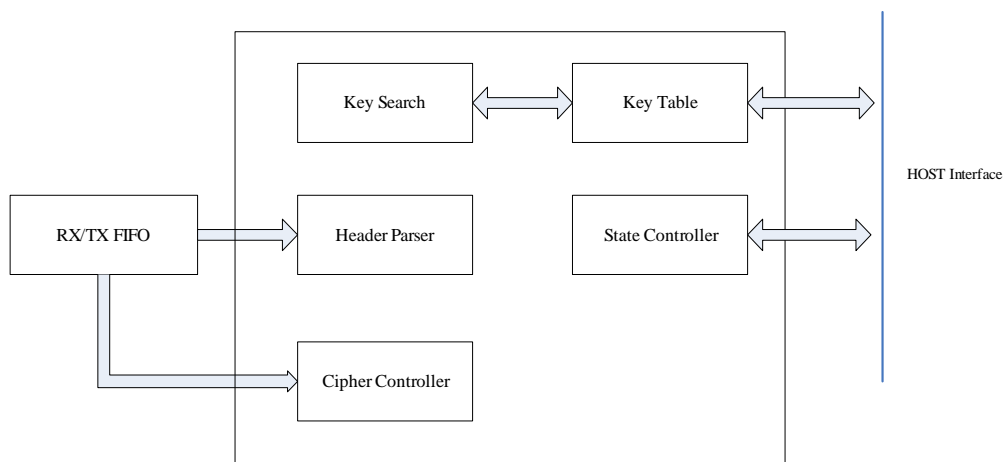 Key Search
Key Table
HOST Interface
RX/TX FIFO
Header Parser
State Controller
Cipher Controller